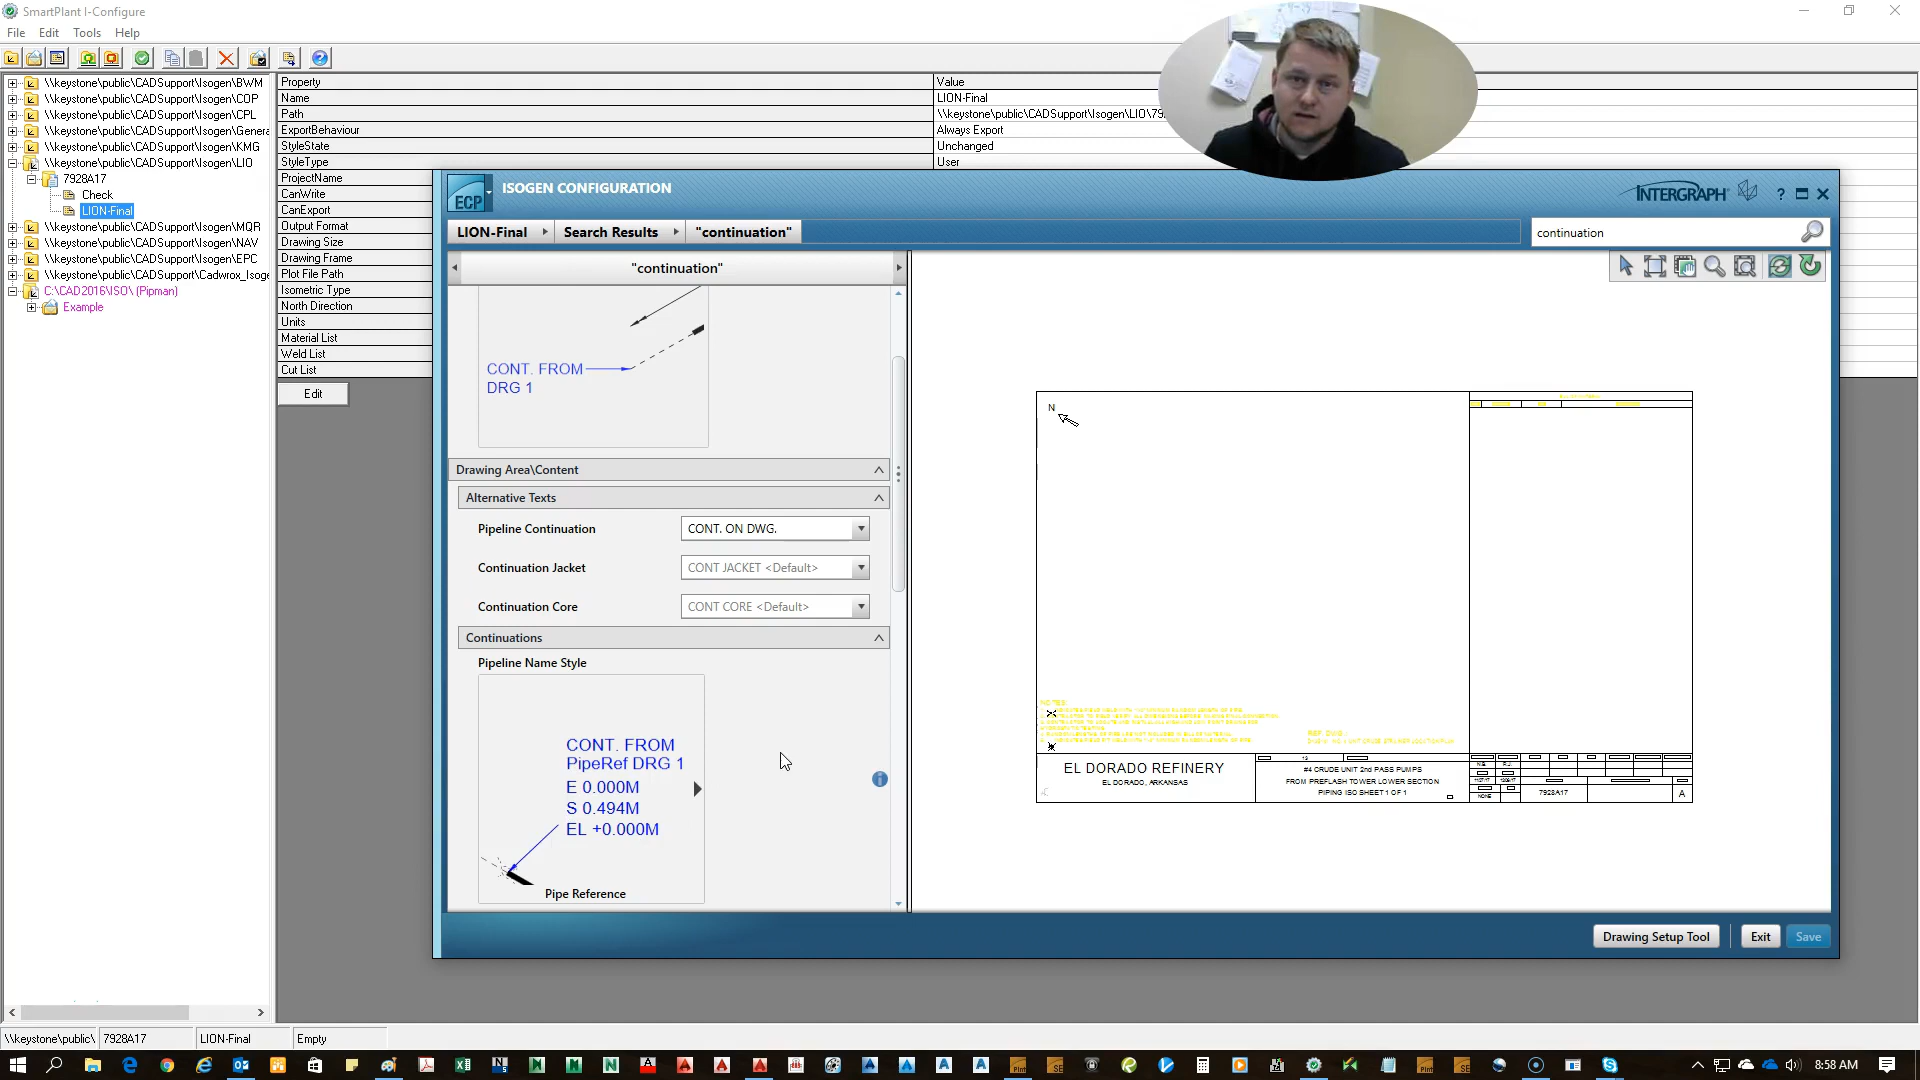 SmartPlant I-Configure
File Edit Tools Help
\\keystone\public\CADSupport\Isogen\BWM
\\keystone\public\CADSupport\Isogen\COP
\\keystone\public\CADSupport\Isogen\CPL
\\keystone\public\CADSupport\Isogen\Genera
\\keystone\public\CADSupport\Isogen\KMG
\\keystone\public\CADSupport\Isogen\LIO
7928A17
Check
LION-Final
\\keystone\public\CADSupport\Isogen\MQR
\\keystone\public\CADSupport\Isogen\NAV
\\keystone\public\CADSupport\Isogen\EPC
\\keystone\public\CADSupport\Cadwrox_Isoge
C:\CAD2016\ISO\ (Pipman)
Example
Property Value
Name LION-Final
Path \\keystone\public\CADSupport\Isogen\LIO\79
ExportBehaviour Always Export
StyleState Unchanged
StyleType User
ProjectName
CanWrite
CanExport
Output Format
Drawing Size
Drawing Frame
Plot File Path
Isometric Type
North Direction
Units
Material List
Weld List
Cut List
Edit
ECP
ISOGEN CONFIGURATION
INTERGRAPH
LION-Final Search Results "continuation"
continuation
"continuation"
CONT. FROM
DRG 1
Drawing Area\Content
Alternative Texts
Pipeline Continuation CONT. ON DWG.
Continuation Jacket CONT JACKET <Default>
Continuation Core CONT CORE <Default>
Continuations
Pipeline Name Style
CONT. FROM
PipeRef DRG 1
E 0.000M
S 0.494M
EL +0.000M
Pipe Reference
N
EL DORADO REFINERY
EL DORADO, ARKANSAS
#4 CRUDE UNIT 2nd PASS PUMPS
FROM PREFLASH TOWER LOWER SECTION
PIPING ISO SHEET 1 OF 1
NONE
7928A17
A
Drawing Setup Tool Exit Save
\\keystone\public\ 7928A17 LION-Final Empty
8:58 AM